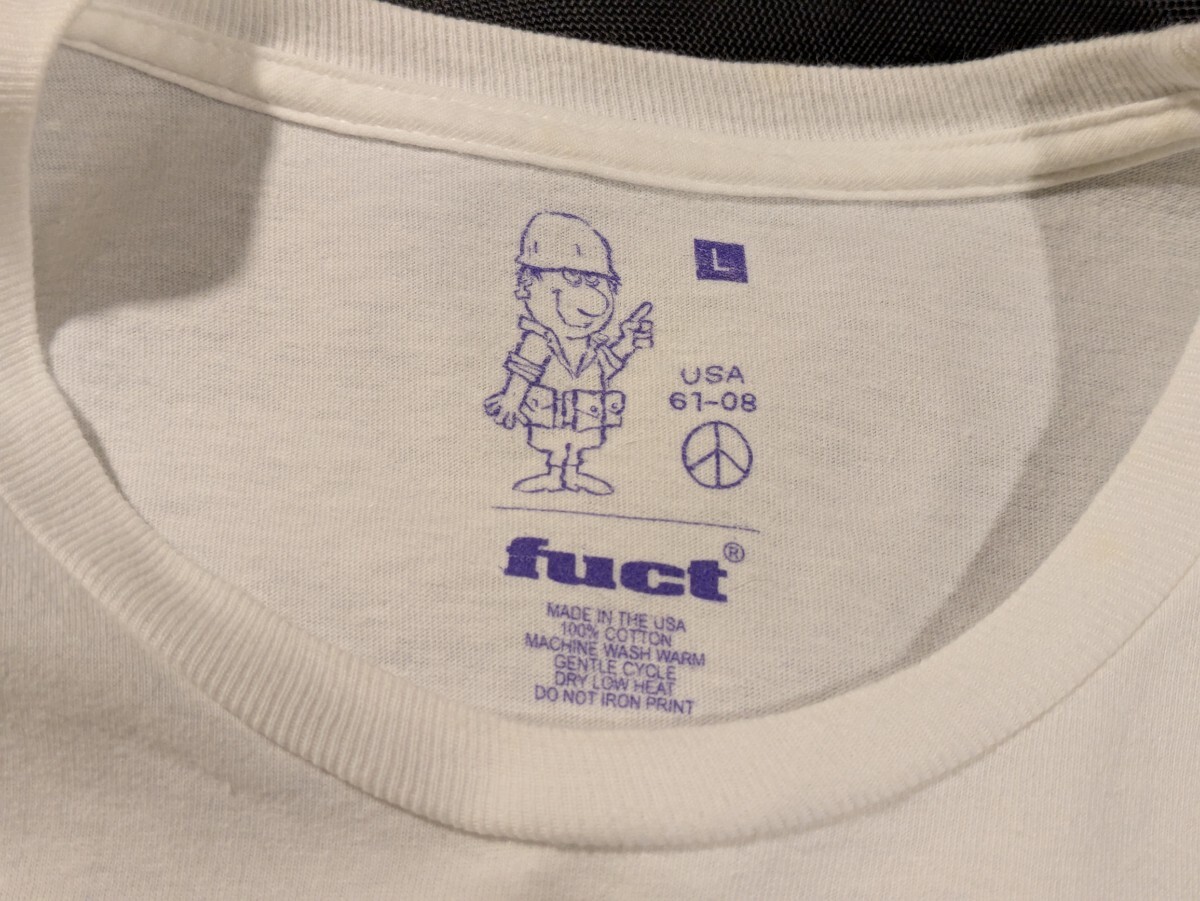 L
USA
61-08
fuct®
MADE IN THE USA
100% COTTON
MACHINE WASH WARM
GENTLE CYCLE
DRY LOW HEAT
DO NOT IRON PRINT